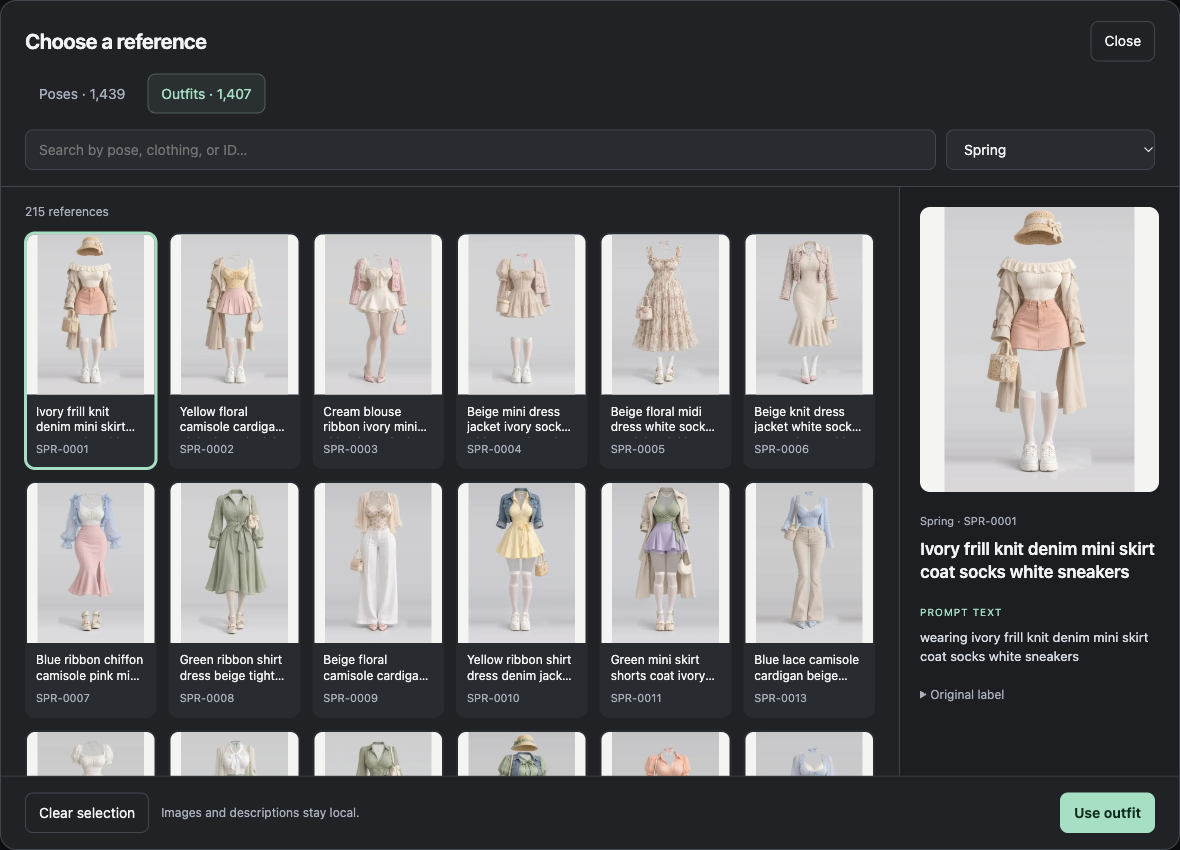 Choose a reference
Close
Poses · 1,439
Outfits · 1,407
Search by pose, clothing, or ID...
Spring
215 references
Ivory frill knit
denim mini skirt...
SPR-0001
Yellow floral
camisole cardiga...
SPR-0002
Cream blouse
ribbon ivory mini...
SPR-0003
Beige mini dress
jacket ivory sock...
SPR-0004
Beige floral midi
dress white sock...
SPR-0005
Beige knit dress
jacket white sock...
SPR-0006
Blue ribbon chiffon
camisole pink mi...
SPR-0007
Green ribbon shirt
dress beige tight...
SPR-0008
Beige floral
camisole cardiga...
SPR-0009
Yellow ribbon shirt
dress denim jack...
SPR-0010
Green mini skirt
shorts coat ivory...
SPR-0011
Blue lace camisole
cardigan beige...
SPR-0013
Spring · SPR-0001
Ivory frill knit denim mini skirt
coat socks white sneakers
PROMPT TEXT
wearing ivory frill knit denim mini skirt
coat socks white sneakers
Original label
Clear selection
Images and descriptions stay local.
Use outfit